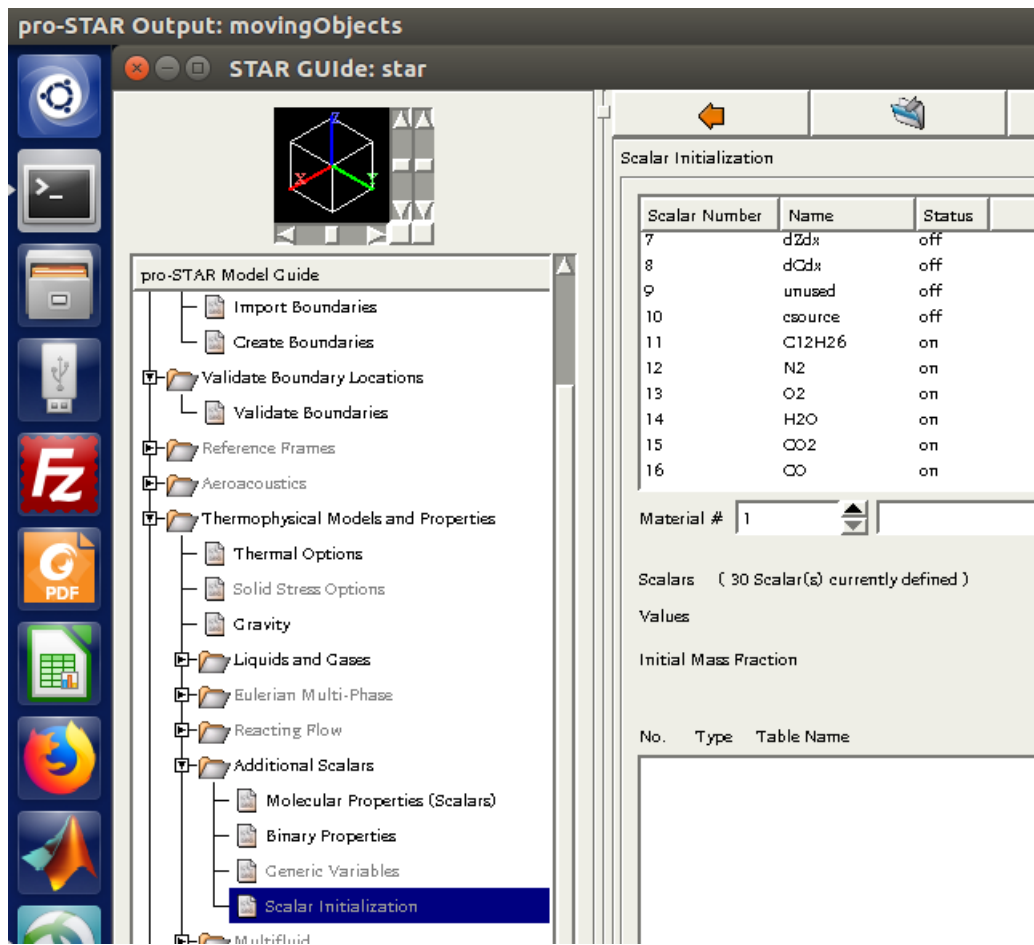 pro-STAR Output: movingObjects
STAR GUIde: star
Z
X
Y
pro-STAR Model Guide
Import Boundaries
Create Boundaries
Validate Boundary Locations
Validate Boundaries
Reference Frames
Aeroacoustics
Thermophysical Models and Properties
Thermal Options
Solid Stress Options
Gravity
Liquids and Gases
Eulerian Multi-Phase
Reacting Flow
Additional Scalars
Molecular Properties (Scalars)
Binary Properties
Generic Variables
Scalar Initialization
Multifluid
>_
Fz
PDF
Scalar Initialization
Scalar Number Name Status
7 dZdx off
8 dCdx off
9 unused off
10 csource off
11 C12H26 on
12 N2 on
13 O2 on
14 H2O on
15 CO2 on
16 CO on
Material # 1
Scalars ( 30 Scalar(s) currently defined )
Values
Initial Mass Fraction
No. Type Table Name